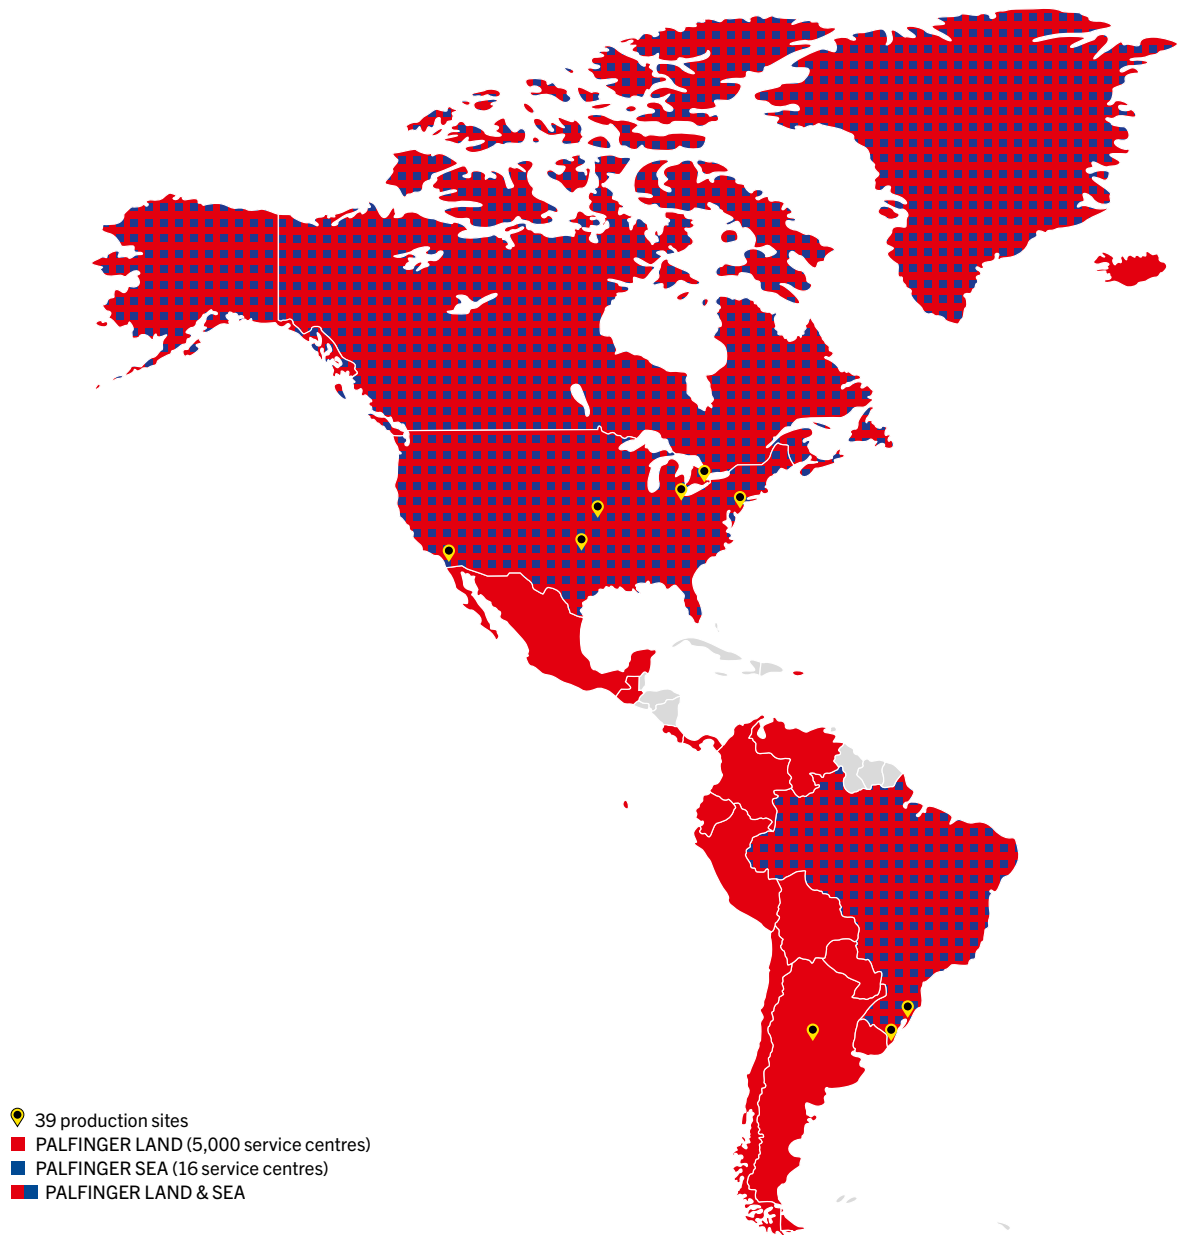 39 production sites
PALFINGER LAND (5,000 service centres)
PALFINGER SEA (16 service centres)
PALFINGER LAND & SEA